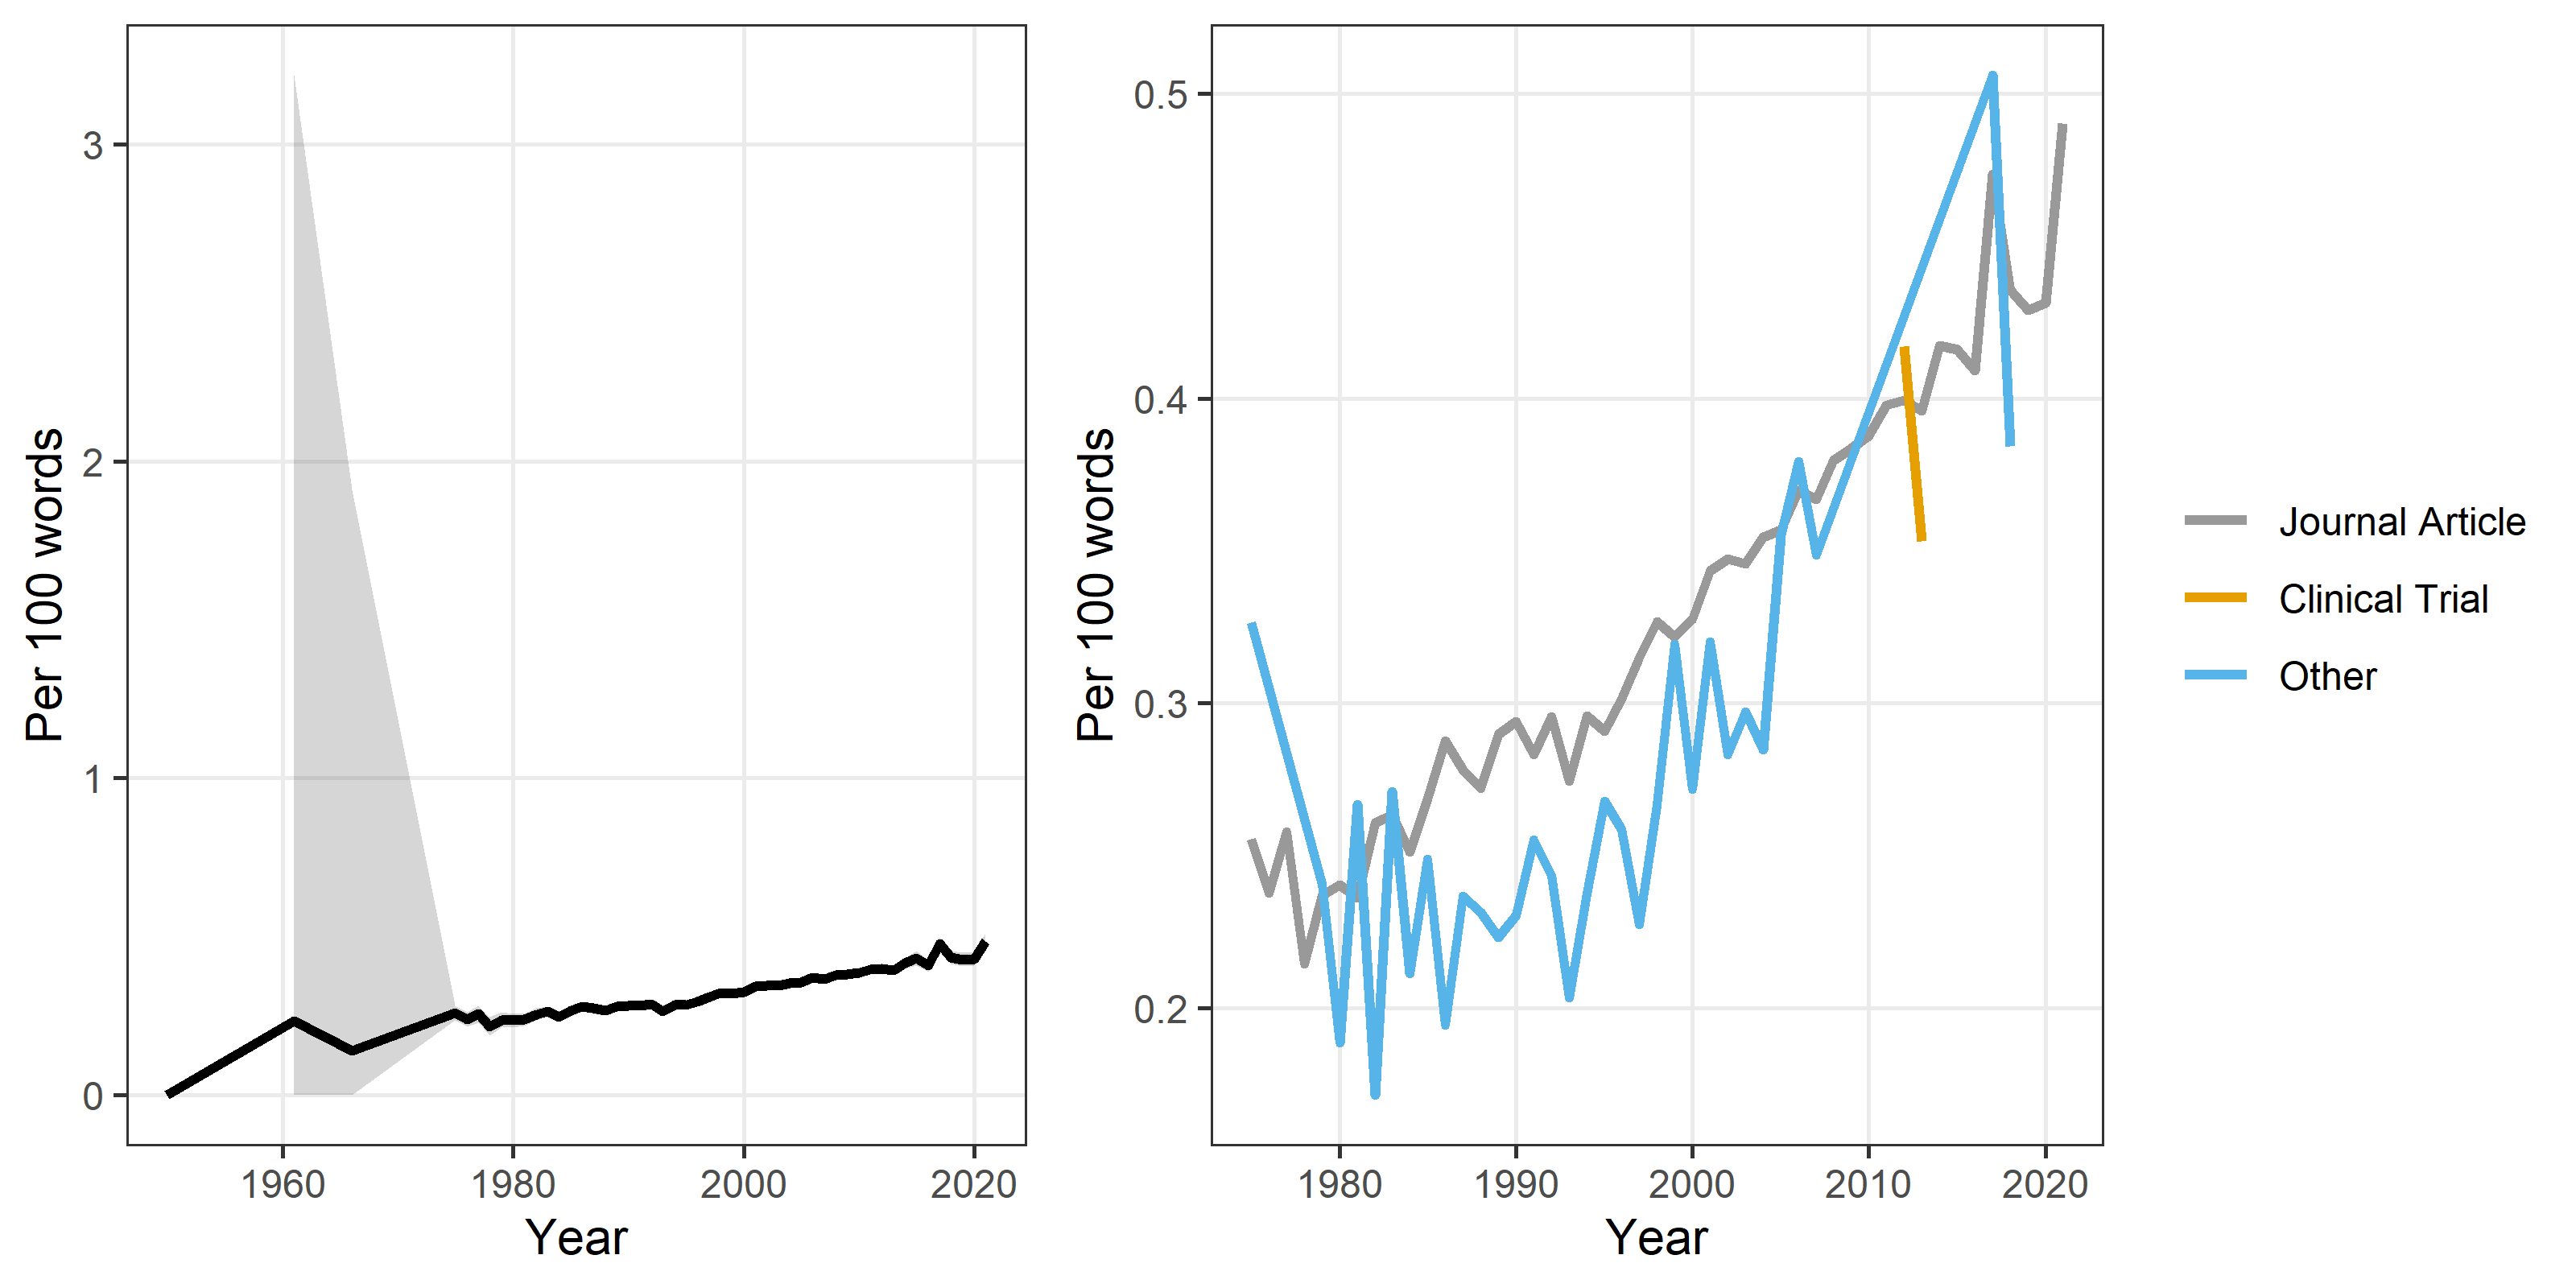 Per 100 words
3
2
1
0
1960 1980 2000 2020
Year
Per 100 words
0.5
0.4
0.3
0.2
1980 1990 2000 2010 2020
Year
Journal Article
Clinical Trial
Other